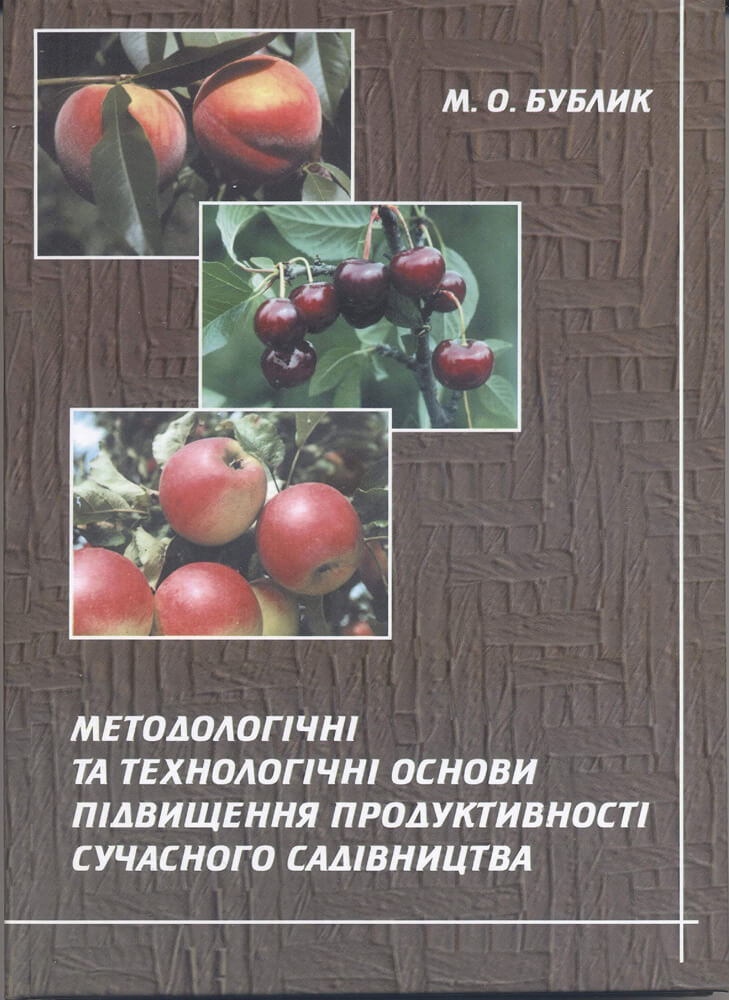 М. О. БУБЛИК
МЕТОДОЛОГІЧНІ
ТА ТЕХНОЛОГІЧНІ ОСНОВИ
ПІДВИЩЕННЯ ПРОДУКТИВНОСТІ
СУЧАСНОГО САДІВНИЦТВА